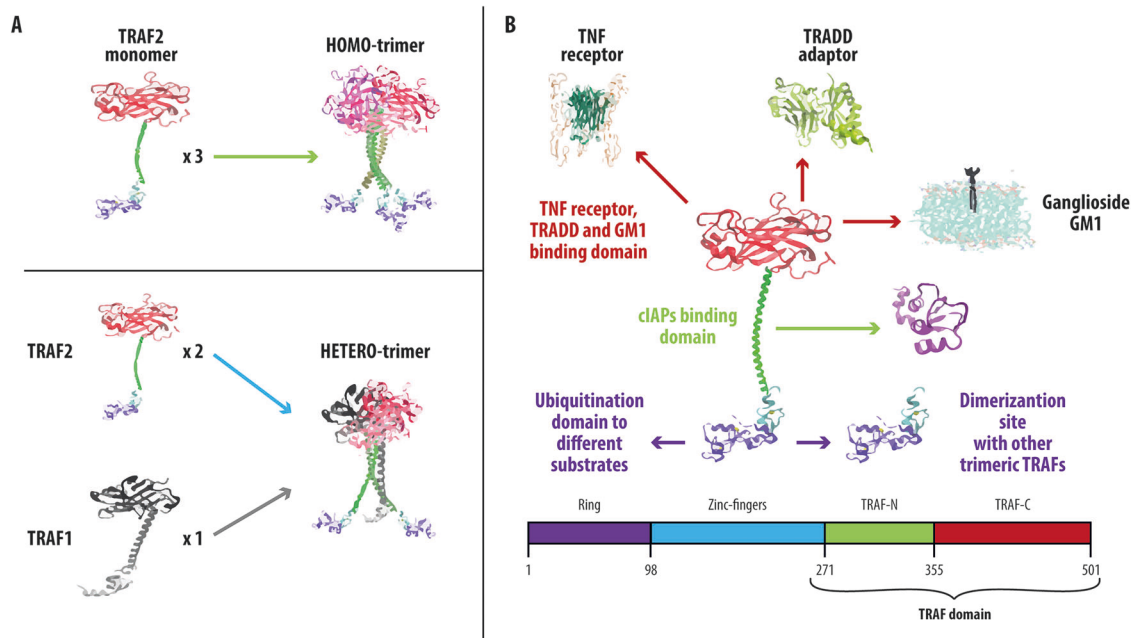 A
TRAF2
monomer
HOMO-trimer
x 3
TRAF2
x 2
HETERO-trimer
TRAF1
x 1
B
TNF
receptor
TRADD
adaptor
TNF receptor,
TRADD and GM1
binding domain
Ganglioside
GM1
cIAPs binding
domain
Ubiquitination
domain to
different
substrates
Dimerizantion
site
with other
trimeric TRAFs
Ring
Zinc-fingers
TRAF-N
TRAF-C
1
98
271
355
501
TRAF domain